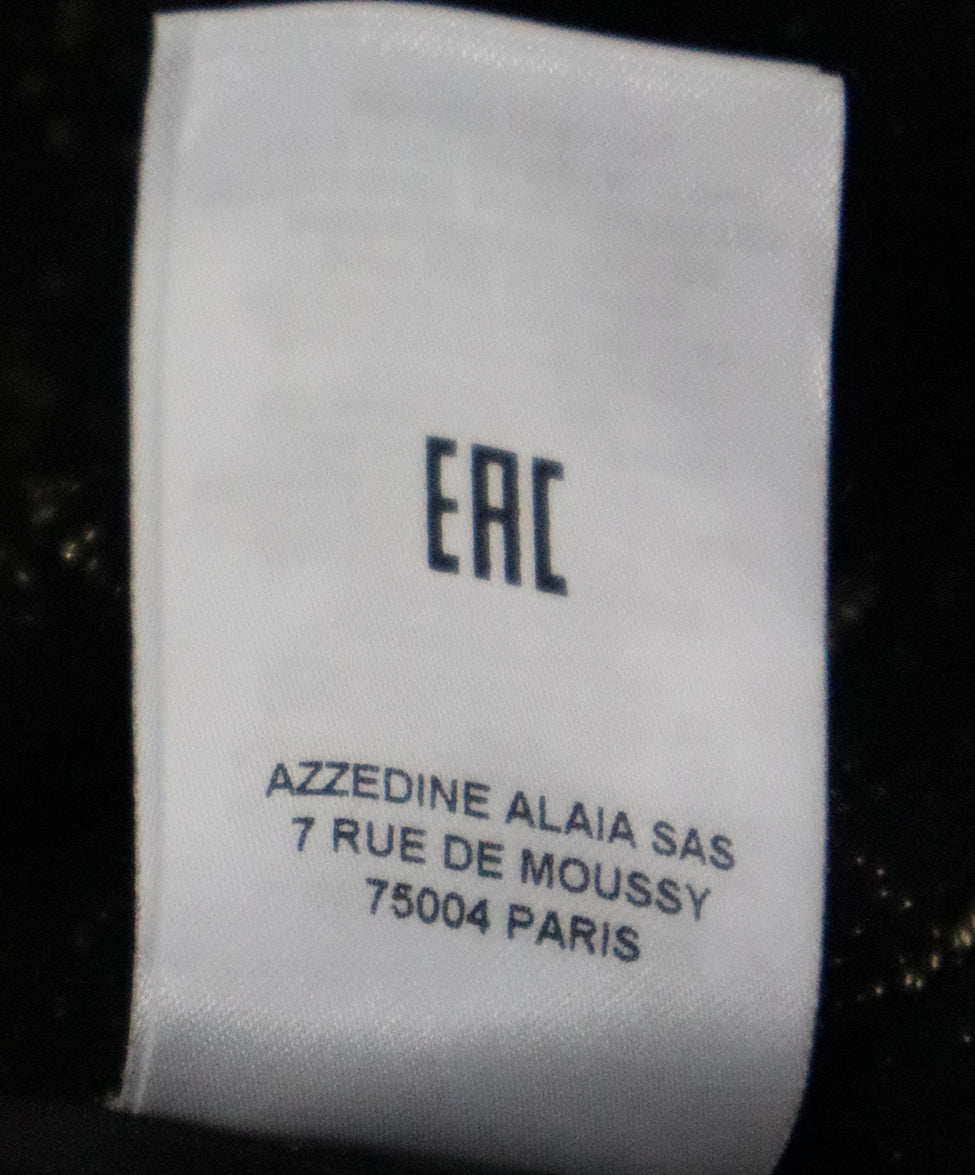 EAC
AZZEDINE ALAIA SAS
7 RUE DE MOUSSY
75004 PARIS